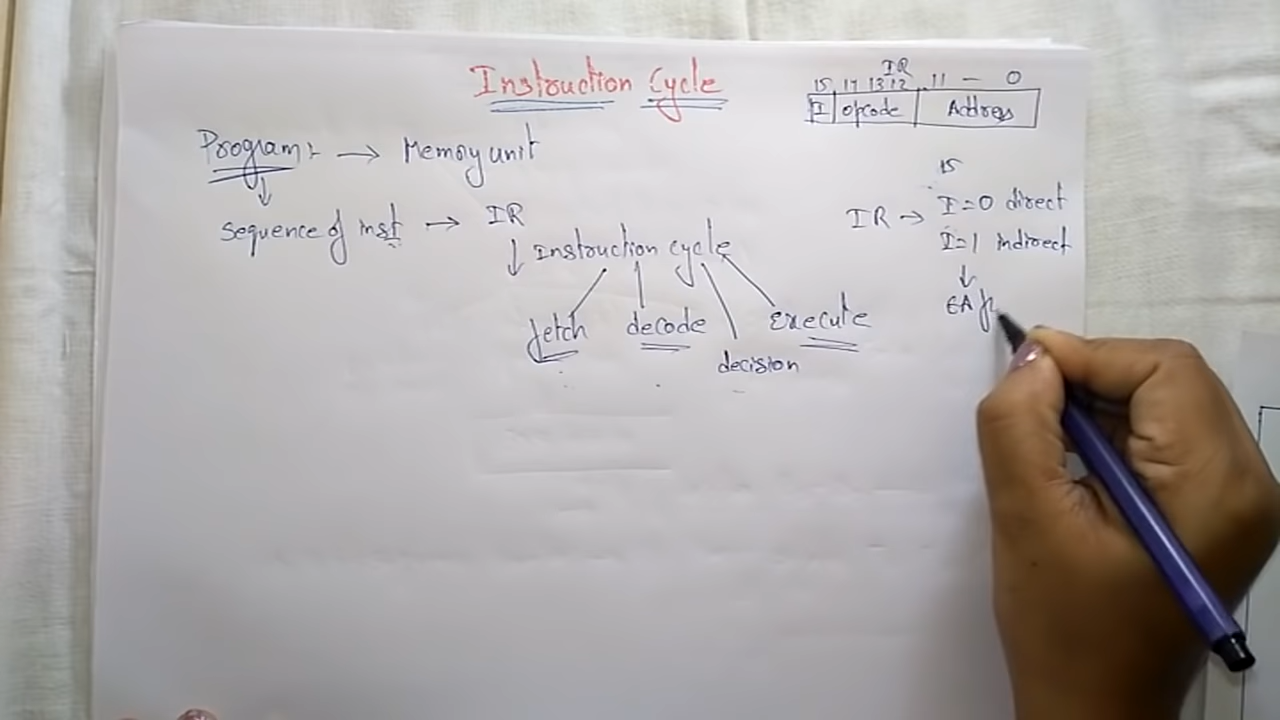 Instruction Cycle
IR
15 14 13 12 11 — 0
I opcode Address
Program :- → Memory unit
↓
Sequence of inst → IR
↓ Instruction cycle
fetch decode decision Execute
15
IR → I=0 direct
I=1 indirect
↓
EA